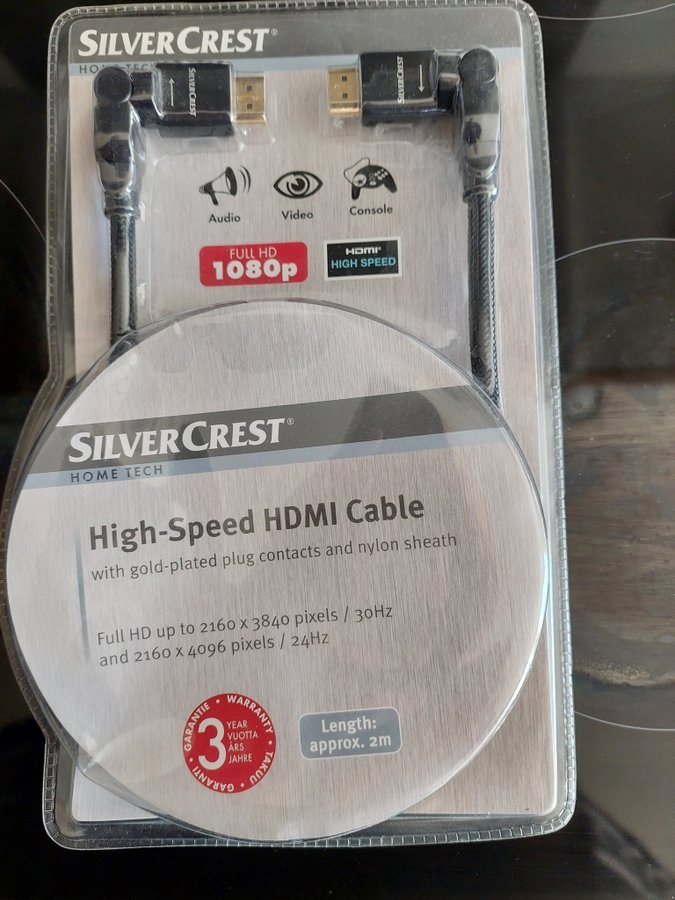 SILVERCREST®
HOME TECH
SILVERCREST
SILVERCREST
Audio
Video
Console
FULL HD
1080p
HDMI®
HIGH SPEED
SILVERCREST®
HOME TECH
High-Speed HDMI Cable
with gold-plated plug contacts and nylon sheath
Full HD up to 2160 x 3840 pixels / 30Hz
and 2160 x 4096 pixels / 24Hz
GARANTIE • WARRANTY • TAKUU • GARANTI •
3
YEAR
VUOTTA
ÅRS
JAHRE
Length:
approx. 2m